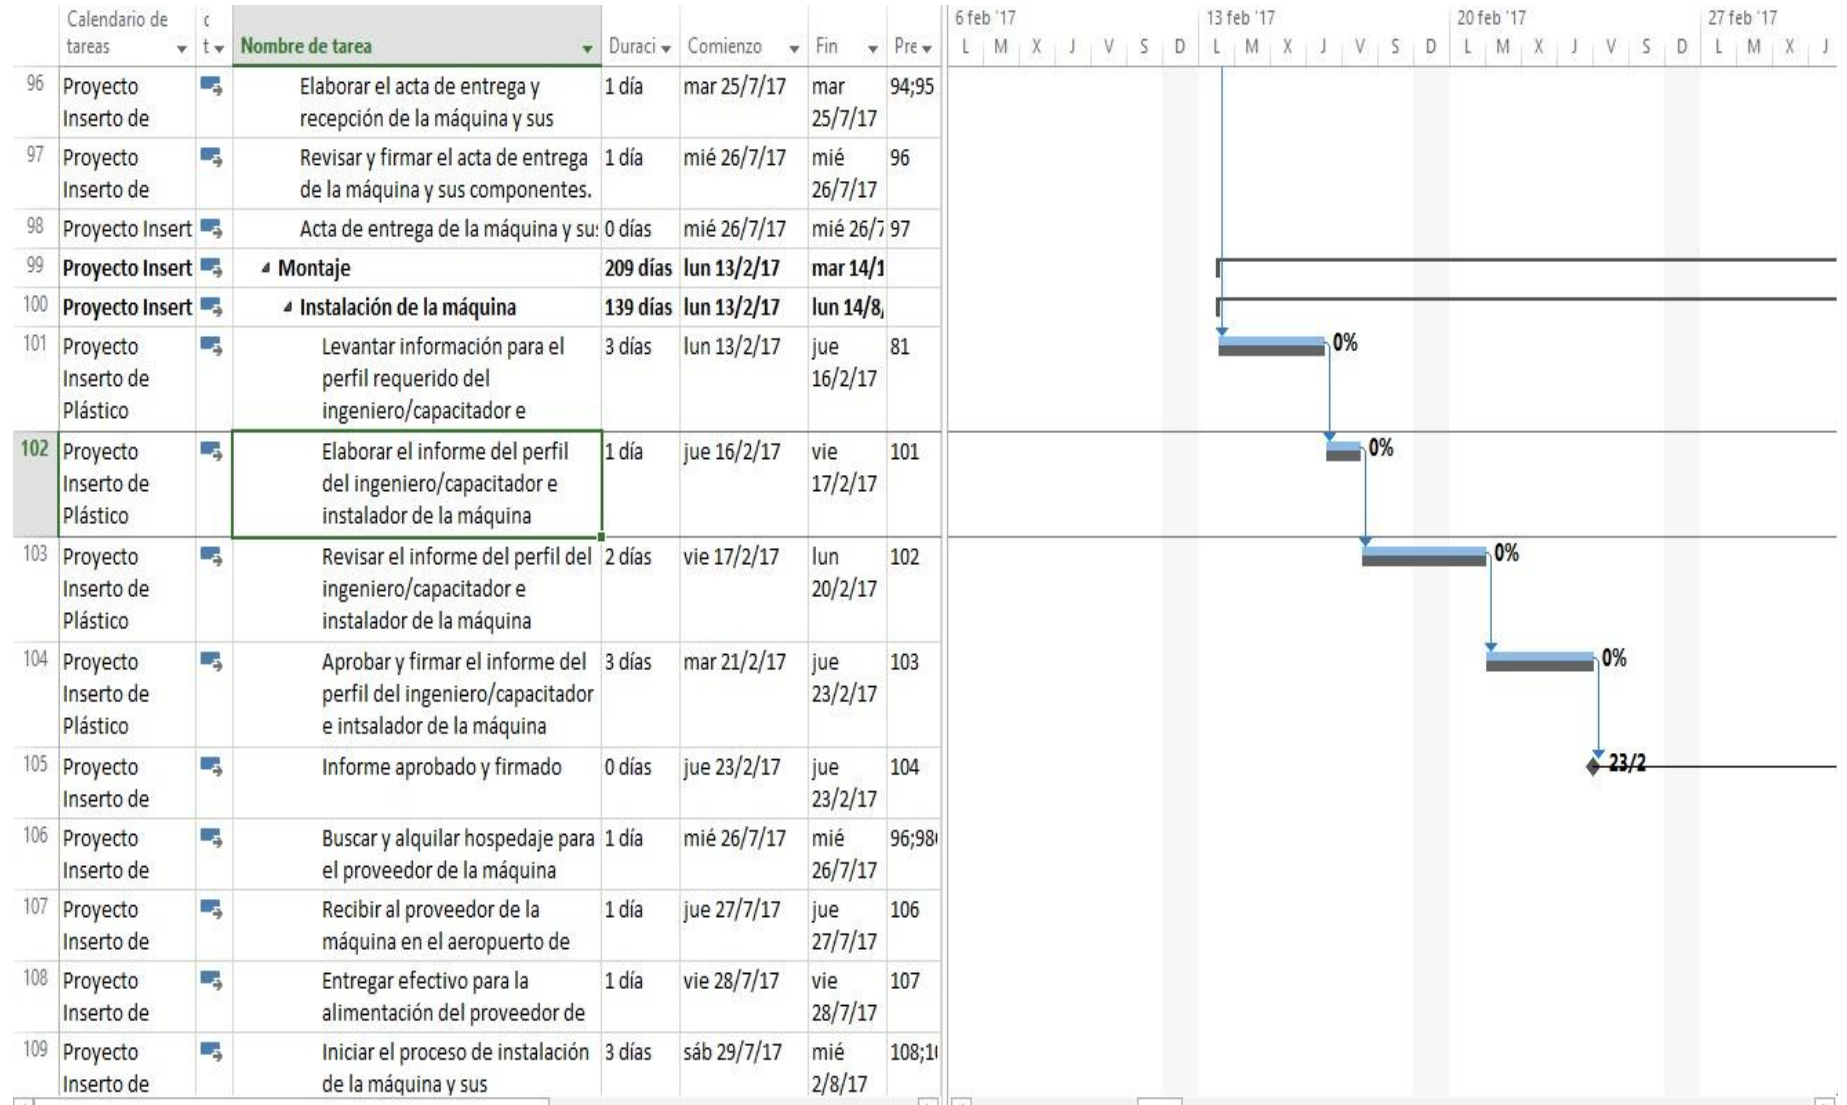 Calendario de tareas
c t
Nombre de tarea
Duraci
Comienzo
Fin
Pre
6 feb '17
13 feb '17
20 feb '17
27 feb '17
L M X J V S D L M X J V S D L M X J V S D L M X J
96 Proyecto Elaborar el acta de entrega y 1 día mar 25/7/17 mar 94;95
Inserto de recepción de la máquina y sus 25/7/17
97 Proyecto Revisar y firmar el acta de entrega 1 día mié 26/7/17 mié 96
Inserto de de la máquina y sus componentes. 26/7/17
98 Proyecto Insert Acta de entrega de la máquina y sus 0 días mié 26/7/17 mié 26/7 97
99 Proyecto Insert Montaje 209 días lun 13/2/17 mar 14/1
100 Proyecto Insert Instalación de la máquina 139 días lun 13/2/17 lun 14/8/
101 Proyecto Levantar información para el 3 días lun 13/2/17 jue 81 0%
Inserto de perfil requerido del 16/2/17
Plástico ingeniero/capacitador e
102 Proyecto Elaborar el informe del perfil 1 día jue 16/2/17 vie 101 0%
Inserto de del ingeniero/capacitador e 17/2/17
Plástico instalador de la máquina
103 Proyecto Revisar el informe del perfil del 2 días vie 17/2/17 lun 102 0%
Inserto de ingeniero/capacitador e 20/2/17
Plástico instalador de la máquina
104 Proyecto Aprobar y firmar el informe del 3 días mar 21/2/17 jue 103 0%
Inserto de perfil del ingeniero/capacitador 23/2/17
Plástico e intsalador de la máquina
105 Proyecto Informe aprobado y firmado 0 días jue 23/2/17 jue 104 23/2
Inserto de 23/2/17
106 Proyecto Buscar y alquilar hospedaje para 1 día mié 26/7/17 mié 96;98
Inserto de el proveedor de la máquina 26/7/17
107 Proyecto Recibir al proveedor de la 1 día jue 27/7/17 jue 106
Inserto de máquina en el aeropuerto de 27/7/17
108 Proyecto Entregar efectivo para la 1 día vie 28/7/17 vie 107
Inserto de alimentación del proveedor de 28/7/17
109 Proyecto Iniciar el proceso de instalación 3 días sáb 29/7/17 mié 108;1
Inserto de de la máquina y sus 2/8/17